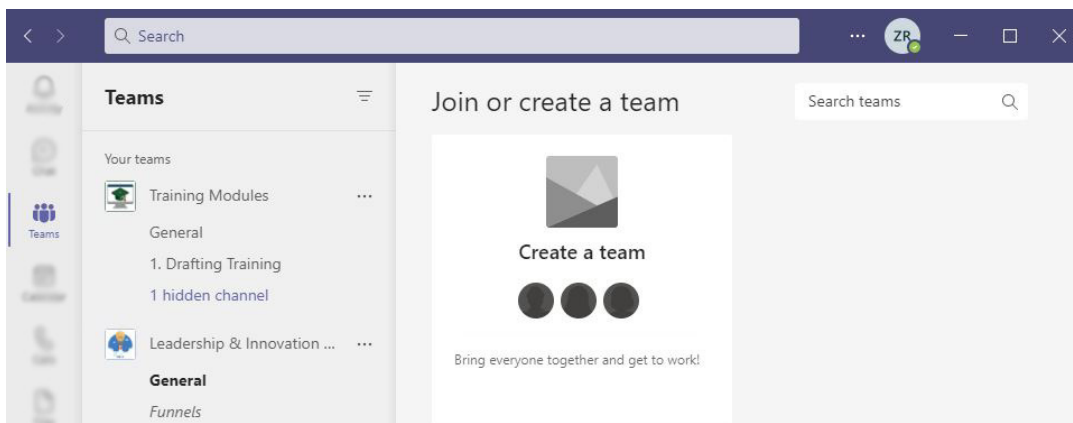 Search
ZR
Teams
Your teams
Training Modules
General
1. Drafting Training
1 hidden channel
Leadership & Innovation ...
General
Funnels
Teams
Join or create a team
Search teams
Create a team
Bring everyone together and get to work!